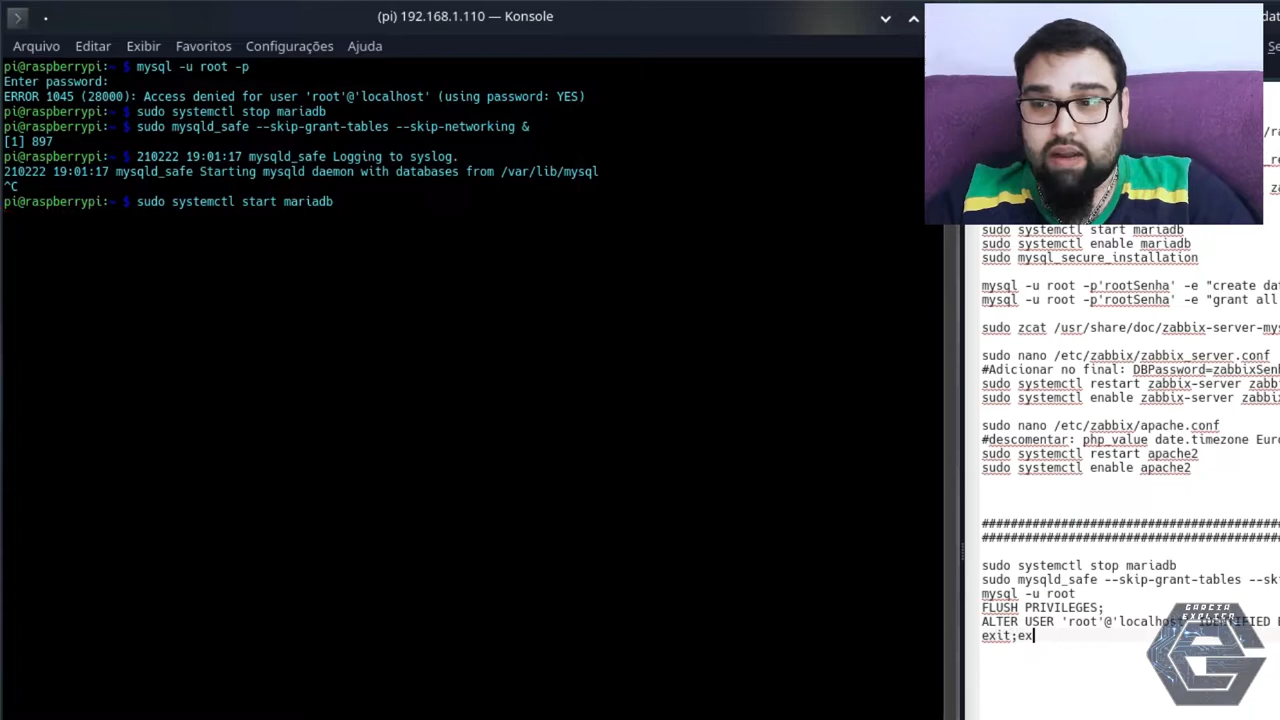 (pi) 192.168.1.110 — Konsole
Arquivo Editar Exibir Favoritos Configurações Ajuda
pi@raspberrypi:~ $ mysql -u root -p
Enter password:
ERROR 1045 (28000): Access denied for user 'root'@'localhost' (using password: YES)
pi@raspberrypi:~ $ sudo systemctl stop mariadb
pi@raspberrypi:~ $ sudo mysqld_safe --skip-grant-tables --skip-networking &
[1] 897
pi@raspberrypi:~ $ 210222 19:01:17 mysqld_safe Logging to syslog.
210222 19:01:17 mysqld_safe Starting mysqld daemon with databases from /var/lib/mysql
^C
pi@raspberrypi:~ $ sudo systemctl start mariadb
sudo systemctl start mariadb
sudo systemctl enable mariadb
sudo mysql_secure_installation
mysql -u root -p'rootSenha' -e "create da
mysql -u root -p'rootSenha' -e "grant all
sudo zcat /usr/share/doc/zabbix-server-my
sudo nano /etc/zabbix/zabbix_server.conf
#Adicionar no final: DBPassword=zabbixSen
sudo systemctl restart zabbix-server zabb
sudo systemctl enable zabbix-server zabbi
sudo nano /etc/zabbix/apache.conf
#descomentar: php_value date.timezone Euro
sudo systemctl restart apache2
sudo systemctl enable apache2
######################################
######################################
sudo systemctl stop mariadb
sudo mysqld_safe --skip-grant-tables --sk
mysql -u root
FLUSH PRIVILEGES;
ALTER USER 'root'@'localhost' IDENTIFIED
exit;ex
GARCIA
EXPLICA